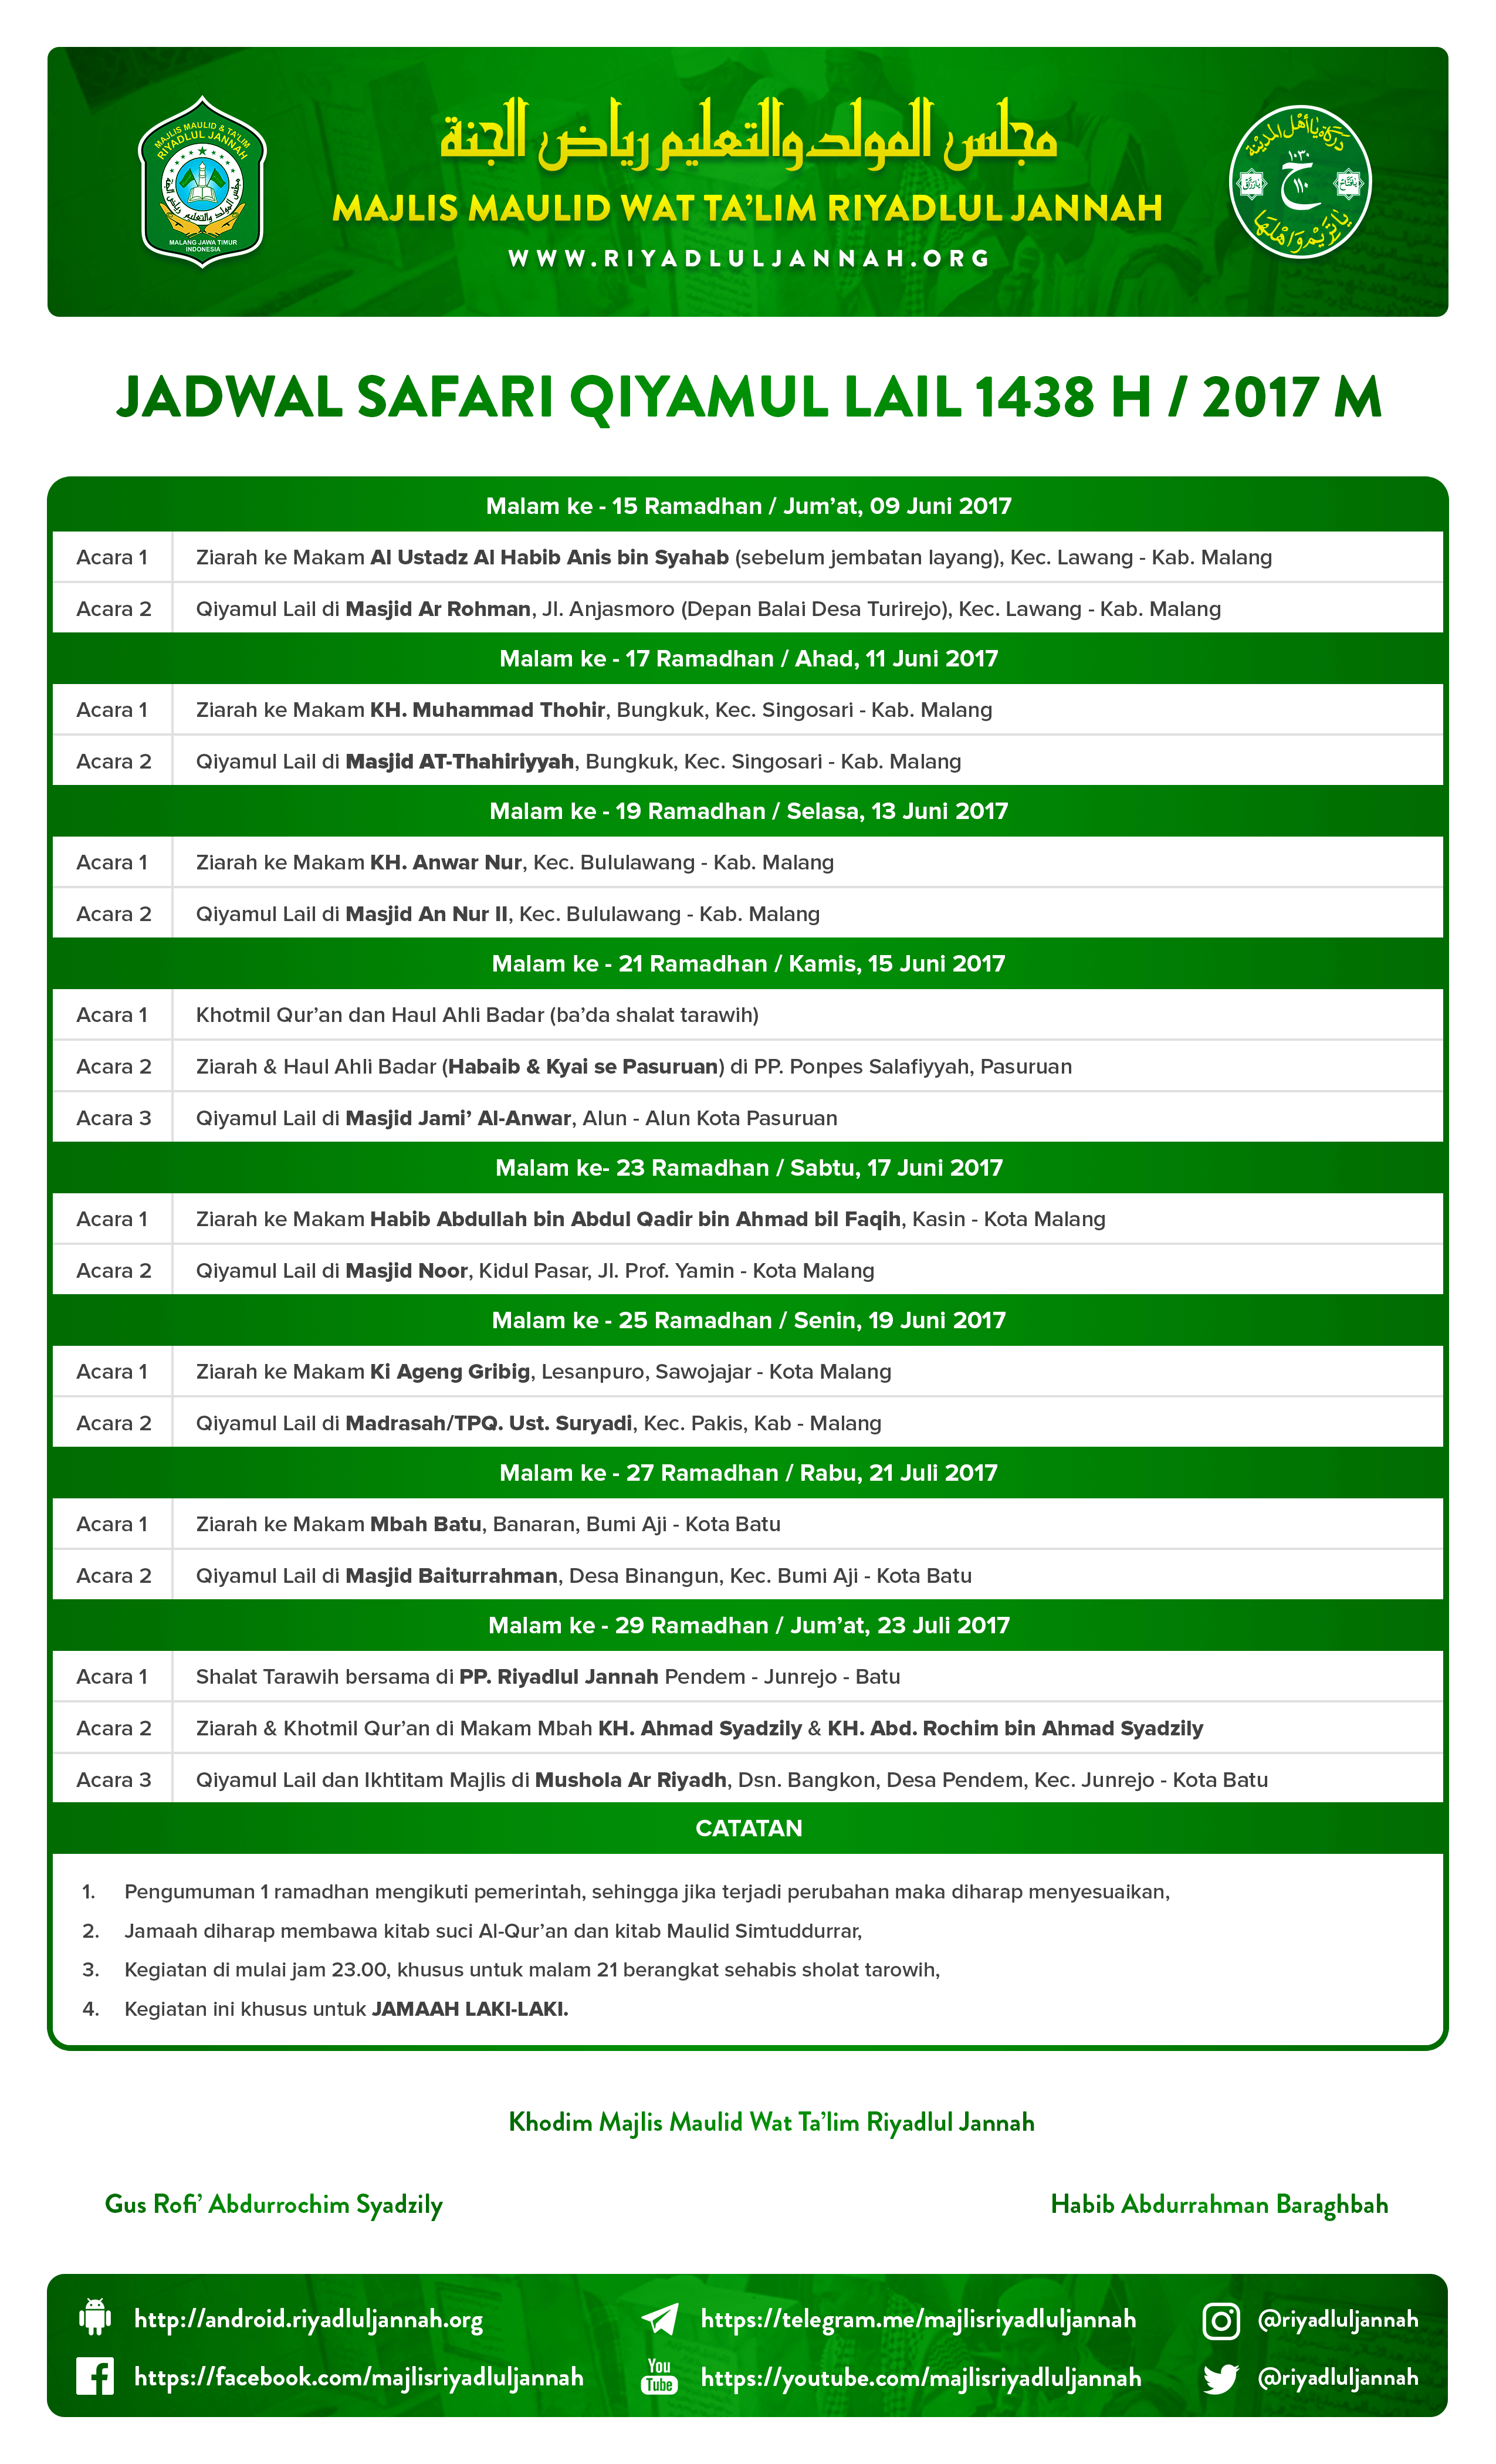 MAJLIS MAULID & TA'LIM
RIYADLUL JANNAH
مجلس المولد والتعليم رياض الجنة
MALANG JAWA TIMUR
INDONESIA
مجلس المولد والتعليم رياض الجنة
MAJLIS MAULID WAT TA'LIM RIYADLUL JANNAH
WWW.RIYADLULJANNAH.ORG
١٠٣٠
ح
١١٠
JADWAL SAFARI QIYAMUL LAIL 1438 H / 2017 M
Malam ke - 15 Ramadhan / Jum'at, 09 Juni 2017
Acara 1 Ziarah ke Makam Al Ustadz Al Habib Anis bin Syahab (sebelum jembatan layang), Kec. Lawang - Kab. Malang
Acara 2 Qiyamul Lail di Masjid Ar Rohman, Jl. Anjasmoro (Depan Balai Desa Turirejo), Kec. Lawang - Kab. Malang
Malam ke - 17 Ramadhan / Ahad, 11 Juni 2017
Acara 1 Ziarah ke Makam KH. Muhammad Thohir, Bungkuk, Kec. Singosari - Kab. Malang
Acara 2 Qiyamul Lail di Masjid AT-Thahiriyyah, Bungkuk, Kec. Singosari - Kab. Malang
Malam ke - 19 Ramadhan / Selasa, 13 Juni 2017
Acara 1 Ziarah ke Makam KH. Anwar Nur, Kec. Bululawang - Kab. Malang
Acara 2 Qiyamul Lail di Masjid An Nur II, Kec. Bululawang - Kab. Malang
Malam ke - 21 Ramadhan / Kamis, 15 Juni 2017
Acara 1 Khotmil Qur'an dan Haul Ahli Badar (ba'da shalat tarawih)
Acara 2 Ziarah & Haul Ahli Badar (Habaib & Kyai se Pasuruan) di PP. Ponpes Salafiyyah, Pasuruan
Acara 3 Qiyamul Lail di Masjid Jami' Al-Anwar, Alun - Alun Kota Pasuruan
Malam ke- 23 Ramadhan / Sabtu, 17 Juni 2017
Acara 1 Ziarah ke Makam Habib Abdullah bin Abdul Qadir bin Ahmad bil Faqih, Kasin - Kota Malang
Acara 2 Qiyamul Lail di Masjid Noor, Kidul Pasar, Jl. Prof. Yamin - Kota Malang
Malam ke - 25 Ramadhan / Senin, 19 Juni 2017
Acara 1 Ziarah ke Makam Ki Ageng Gribig, Lesanpuro, Sawojajar - Kota Malang
Acara 2 Qiyamul Lail di Madrasah/TPQ. Ust. Suryadi, Kec. Pakis, Kab - Malang
Malam ke - 27 Ramadhan / Rabu, 21 Juli 2017
Acara 1 Ziarah ke Makam Mbah Batu, Banaran, Bumi Aji - Kota Batu
Acara 2 Qiyamul Lail di Masjid Baiturrahman, Desa Binangun, Kec. Bumi Aji - Kota Batu
Malam ke - 29 Ramadhan / Jum'at, 23 Juli 2017
Acara 1 Shalat Tarawih bersama di PP. Riyadlul Jannah Pendem - Junrejo - Batu
Acara 2 Ziarah & Khotmil Qur'an di Makam Mbah KH. Ahmad Syadzily & KH. Abd. Rochim bin Ahmad Syadzily
Acara 3 Qiyamul Lail dan Ikhtitam Majlis di Mushola Ar Riyadh, Dsn. Bangkon, Desa Pendem, Kec. Junrejo - Kota Batu
CATATAN
1. Pengumuman 1 ramadhan mengikuti pemerintah, sehingga jika terjadi perubahan maka diharap menyesuaikan,
2. Jamaah diharap membawa kitab suci Al-Qur'an dan kitab Maulid Simtuddurrar,
3. Kegiatan di mulai jam 23.00, khusus untuk malam 21 berangkat sehabis sholat tarowih,
4. Kegiatan ini khusus untuk JAMAAH LAKI-LAKI.
Khodim Majlis Maulid Wat Ta'lim Riyadlul Jannah
Gus Rofi' Abdurrochim Syadzily Habib Abdurrahman Baraghbah
http://android.riyadluljannah.org https://telegram.me/majlisriyadluljannah @riyadluljannah
https://facebook.com/majlisriyadluljannah You Tube https://youtube.com/majlisriyadluljannah @riyadluljannah